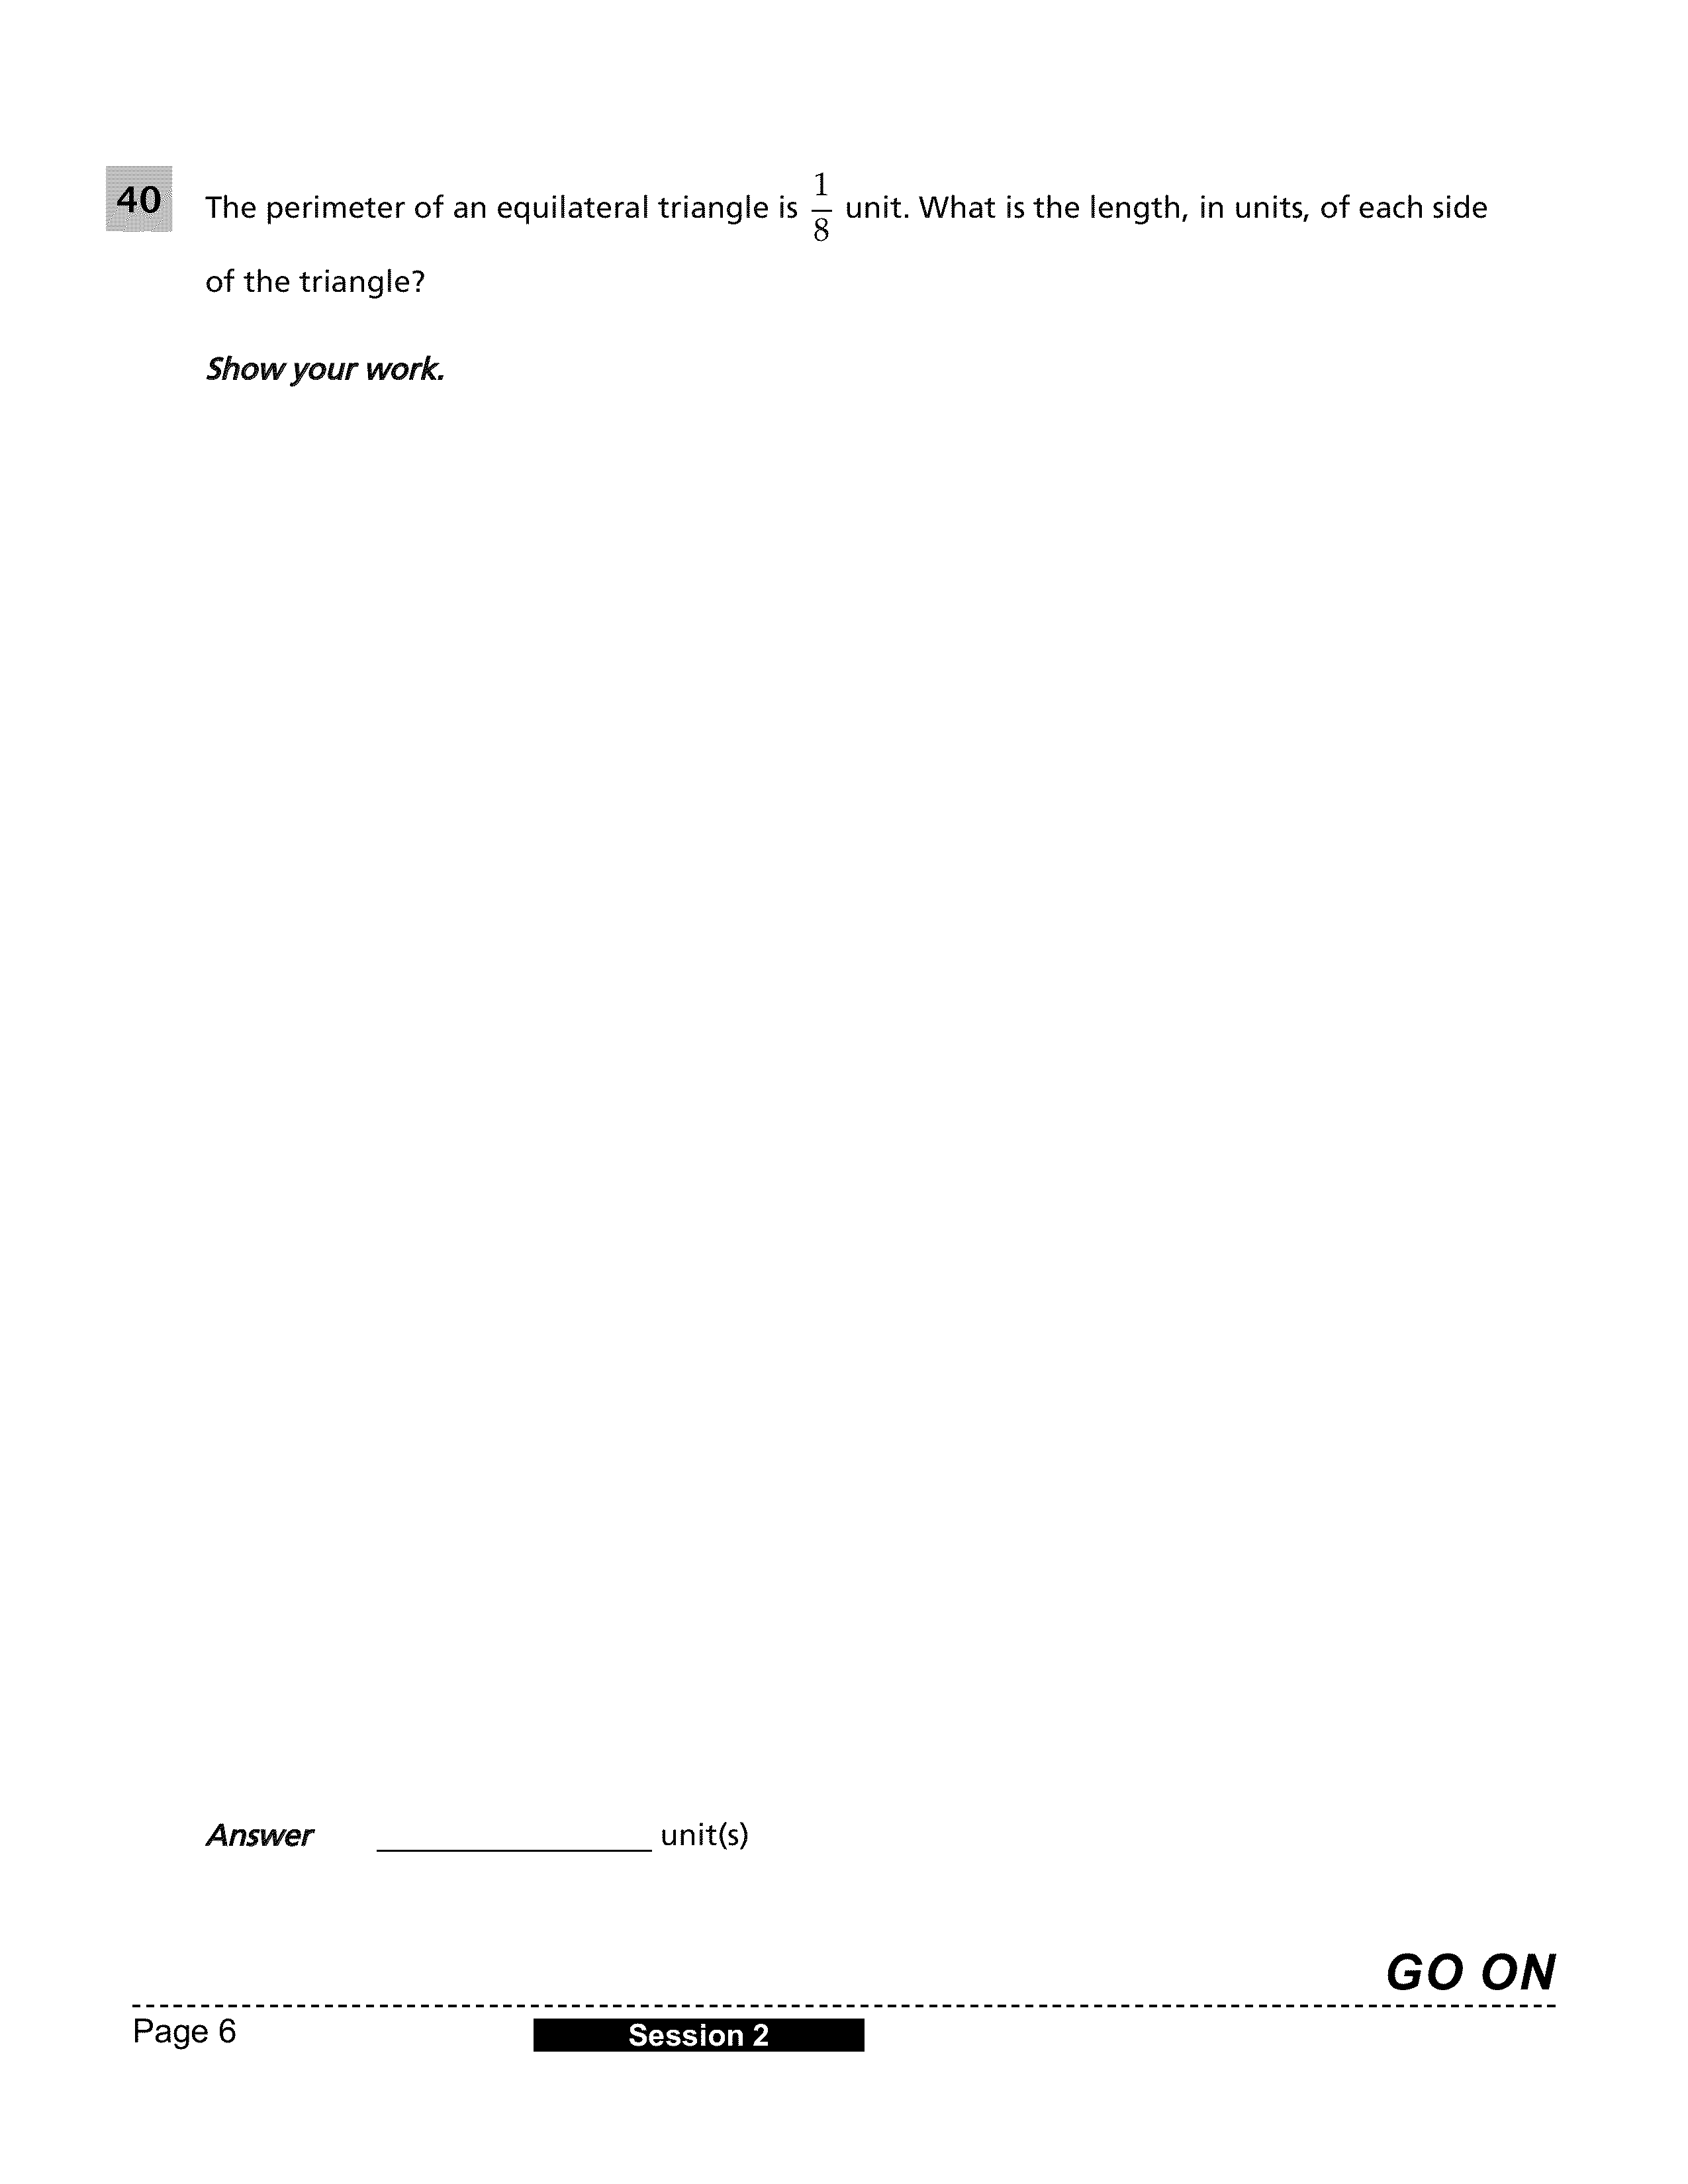 40 The perimeter of an equilateral triangle is 1/8 unit. What is the length, in units, of each side
of the triangle?
Show your work.
Answer ____________ unit(s)
GO ON
Page 6 Session 2